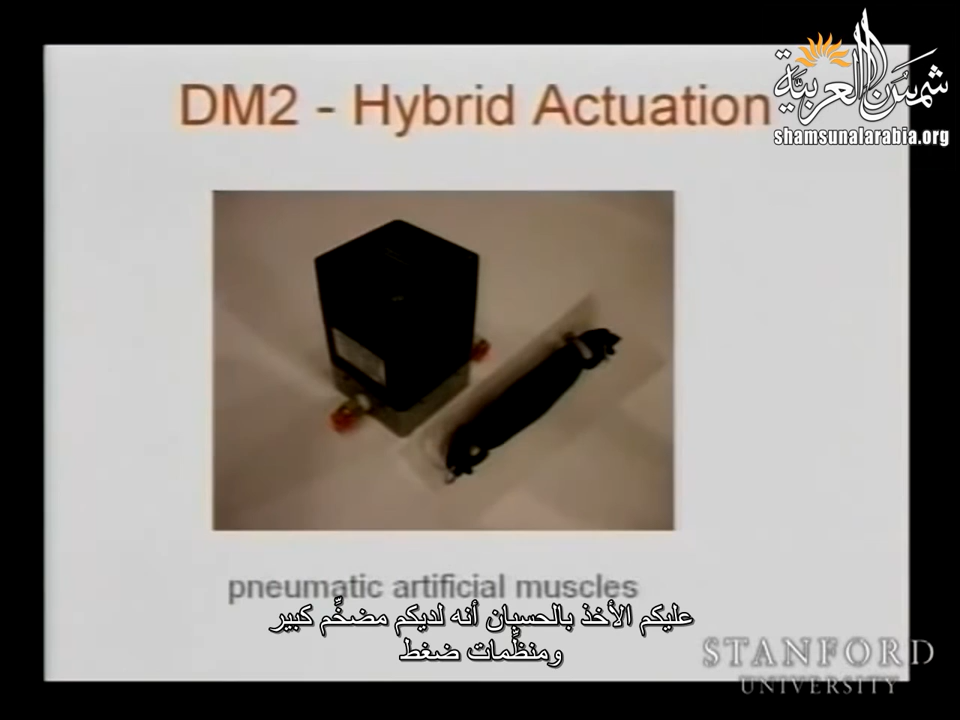 DM2 - Hybrid Actuation
شمس العربية
shamsunalarabia.org
pneumatic artificial muscles
عليكم الأخذ بالحسبان أنه لديكم مضخِّم كبير
ومنظِّمات ضغط
STANFORD
UNIVERSITY